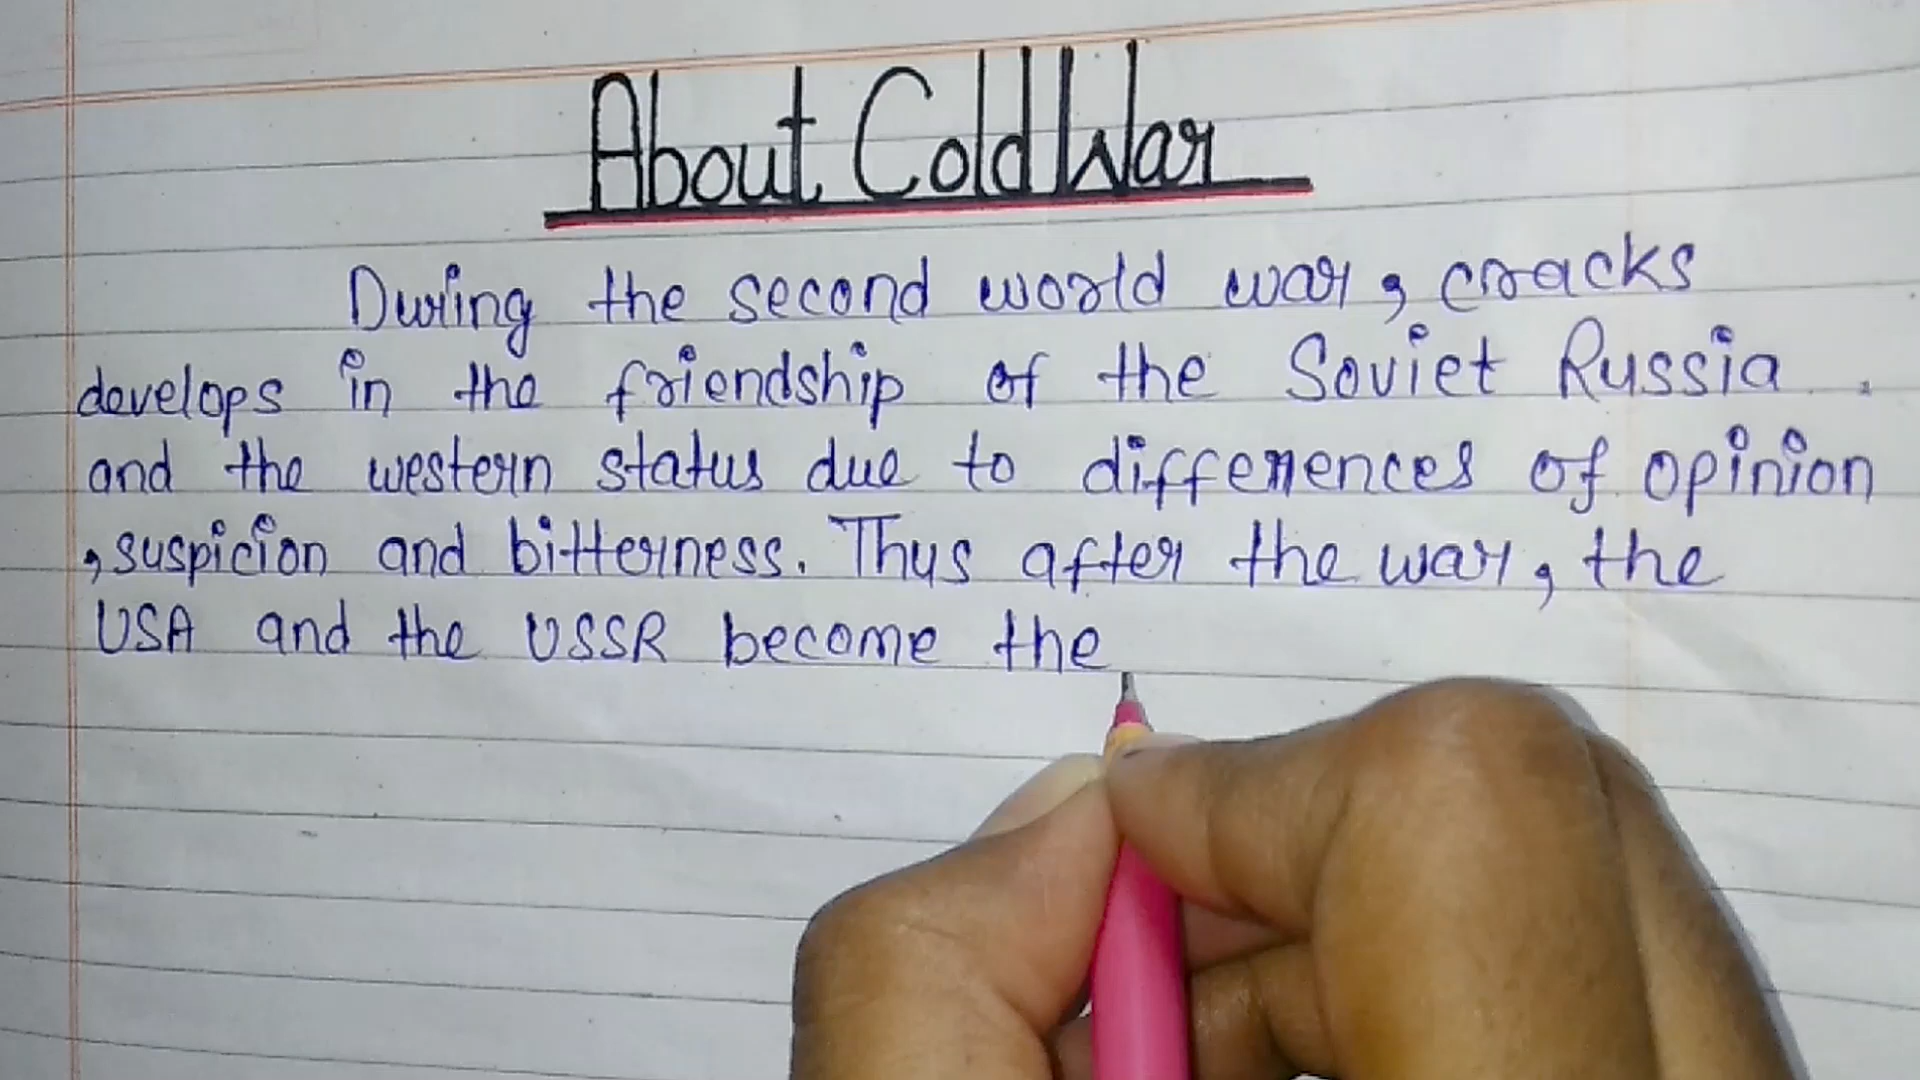 About Cold War
During the second world war, cracks
develops in the friendship of the Soviet Russia.
and the western status due to differences of opinion
, suspicion and bitterness. Thus after the war, the
USA and the USSR become the